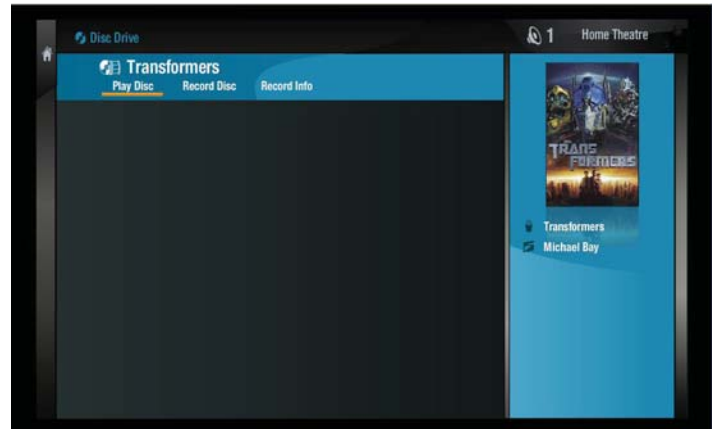 Disc Drive
1 Home Theatre
Transformers
Play Disc Record Disc Record Info
TRANS
FORMERS
Transformers
Michael Bay